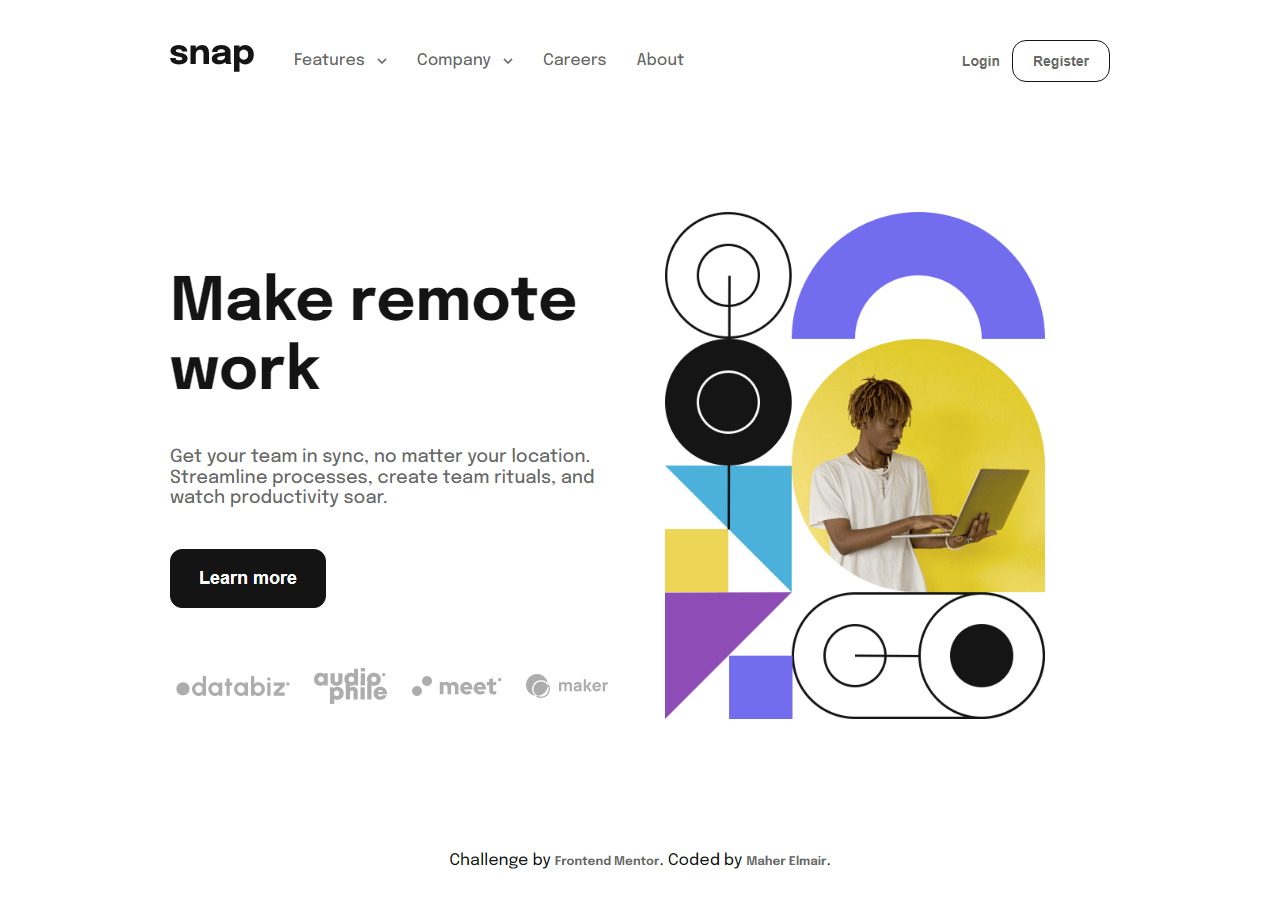 snap
Features
Company
Careers
About
Login
Register
Make remote
work
Get your team in sync, no matter your location.
Streamline processes, create team rituals, and
watch productivity soar.
Learn more
databiz
audio
phile
meet
maker
Challenge by Frontend Mentor. Coded by Maher Elmair.